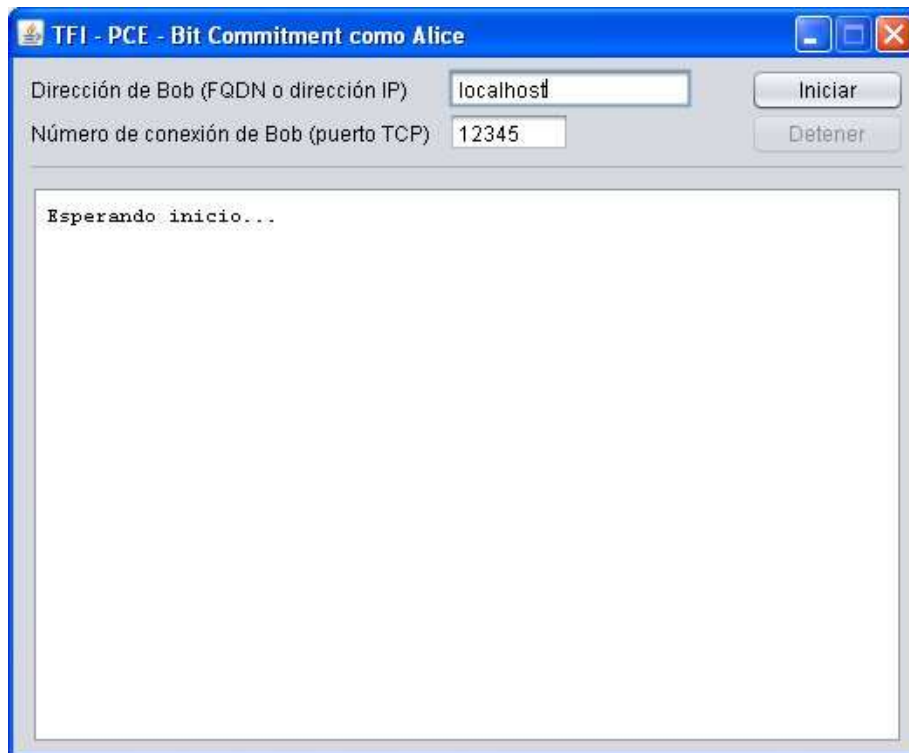 TFI - PCE - Bit Commitment como Alice
Dirección de Bob (FQDN o dirección IP) localhost Iniciar
Número de conexión de Bob (puerto TCP) 12345 Detener
Esperando inicio...